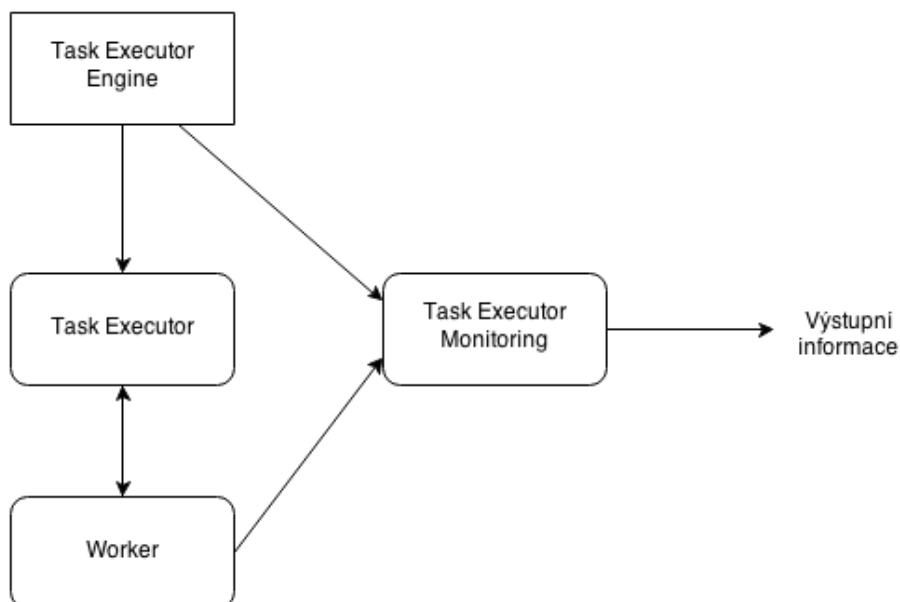 Task Executor
Engine
Task Executor
Task Executor
Monitoring
Výstupní
informace
Worker